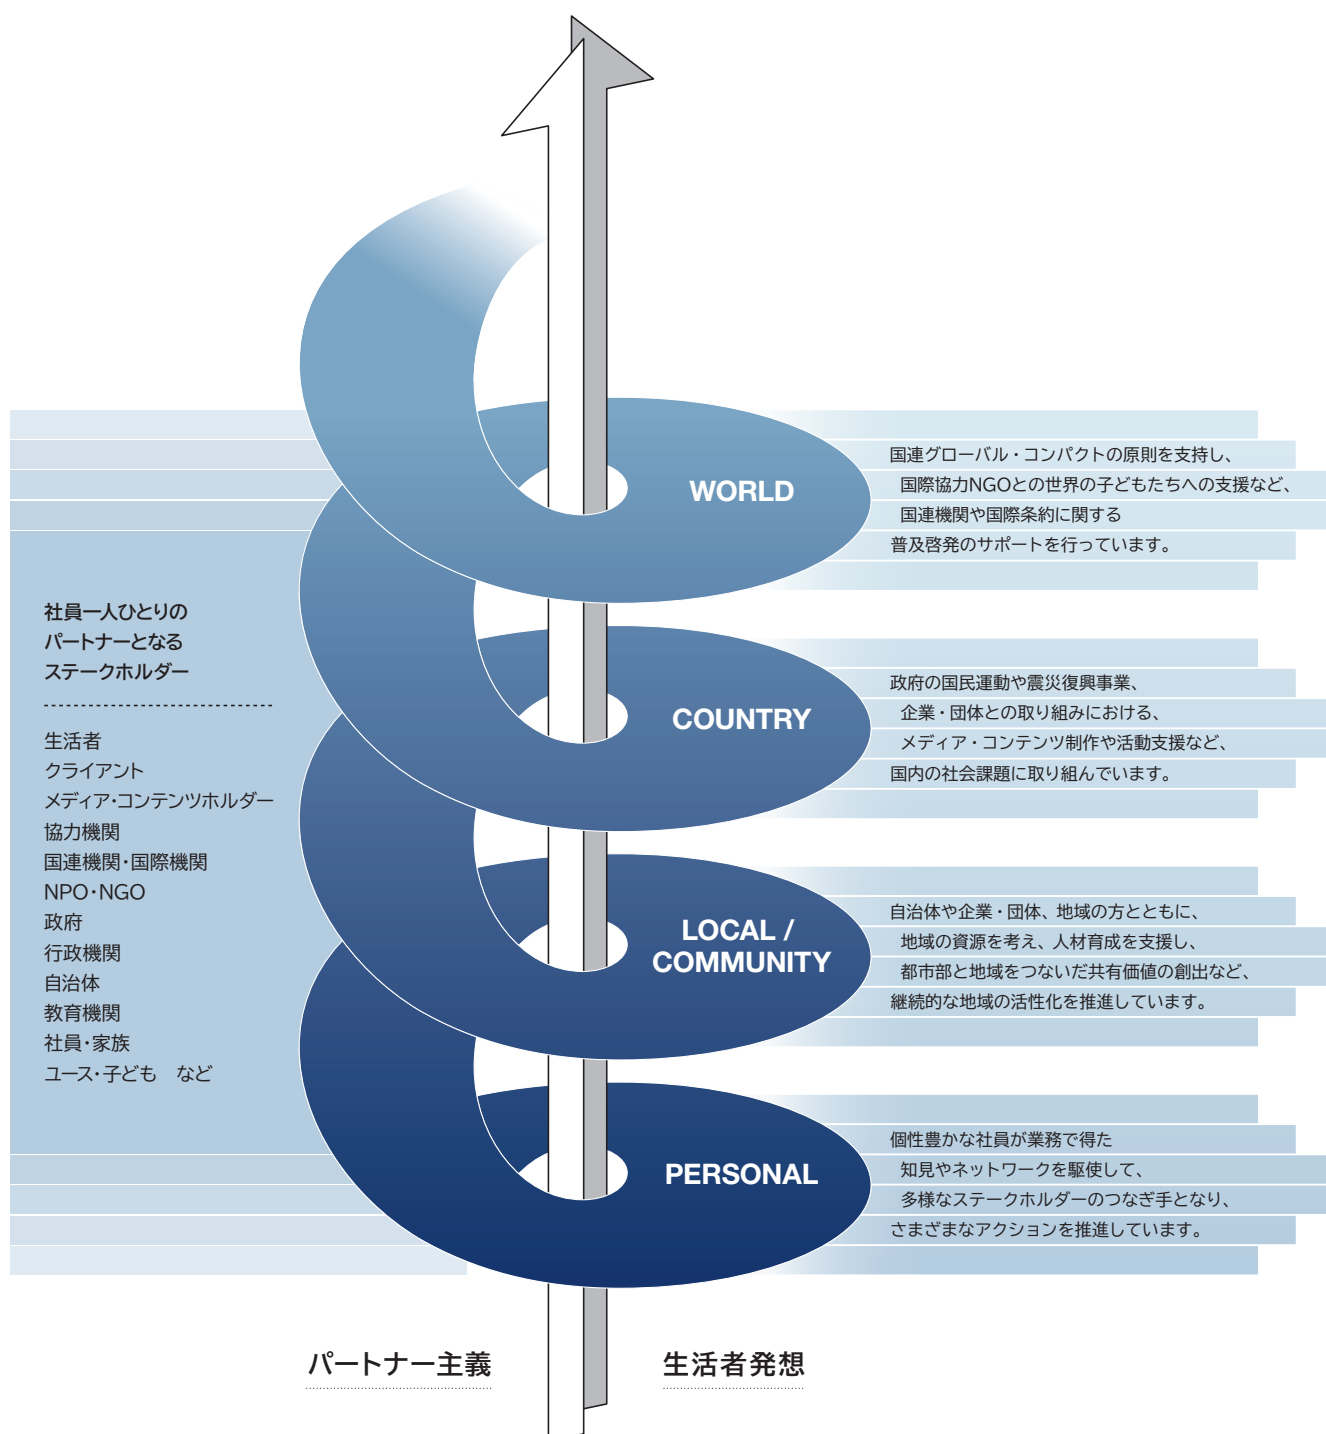 WORLD
国連グローバル・コンパクトの原則を支持し、
国際協力NGOとの世界の子どもたちへの支援など、
国連機関や国際条約に関する
普及啓発のサポートを行っています。
社員一人ひとりの
パートナーとなる
ステークホルダー
生活者
クライアント
メディア・コンテンツホルダー
協力機関
国連機関・国際機関
NPO・NGO
政府
行政機関
自治体
教育機関
社員・家族
ユース・子ども　など
COUNTRY
政府の国民運動や震災復興事業、
企業・団体との取り組みにおける、
メディア・コンテンツ制作や活動支援など、
国内の社会課題に取り組んでいます。
LOCAL /
COMMUNITY
自治体や企業・団体、地域の方とともに、
地域の資源を考え、人材育成を支援し、
都市部と地域をつないだ共有価値の創出など、
継続的な地域の活性化を推進しています。
PERSONAL
個性豊かな社員が業務で得た
知見やネットワークを駆使して、
多様なステークホルダーのつなぎ手となり、
さまざまなアクションを推進しています。
パートナー主義
生活者発想